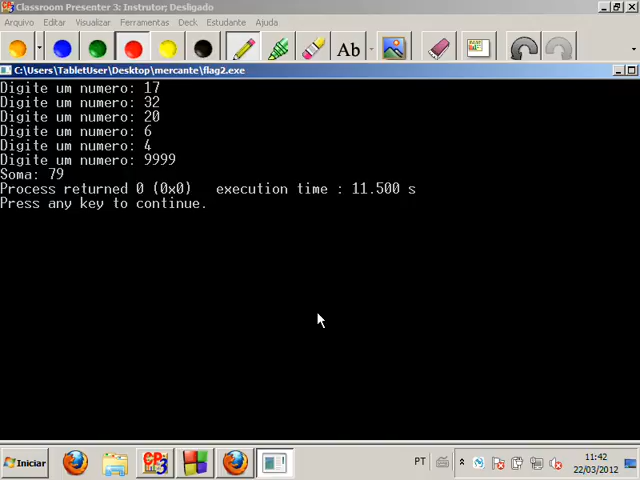 Classroom Presenter 3: Instrutor; Desligado
Arquivo Editar Visualizar Ferramentas Deck Estudante Ajuda
Ab
C:\Users\TabletUser\Desktop\mercante\flag2.exe
Digite um numero: 17
Digite um numero: 32
Digite um numero: 20
Digite um numero: 6
Digite um numero: 4
Digite um numero: 9999
Soma: 79
Process returned 0 (0x0) execution time : 11.500 s
Press any key to continue.
Iniciar
CP3
PT
11:42
22/03/2012